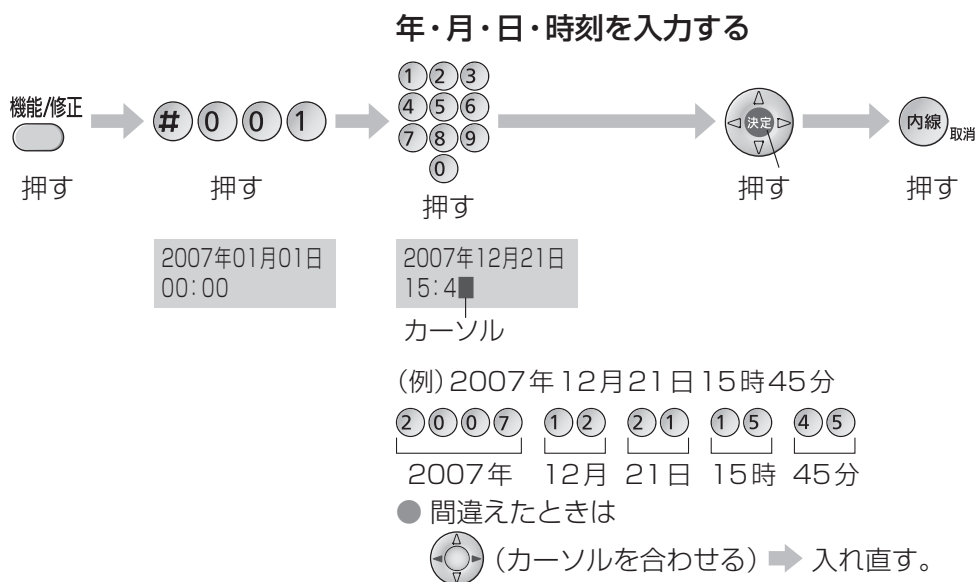 年・月・日・時刻を入力する
機能/修正
押す
#001
押す
123
456
789
0
押す
決定
押す
内線 取消
押す
2007年01月01日
00:00
2007年12月21日
15:4
カーソル
(例)2007年12月21日15時45分
2007 12 21 15 45
2007年 12月 21日 15時 45分
● 間違えたときは
(カーソルを合わせる) 入れ直す。